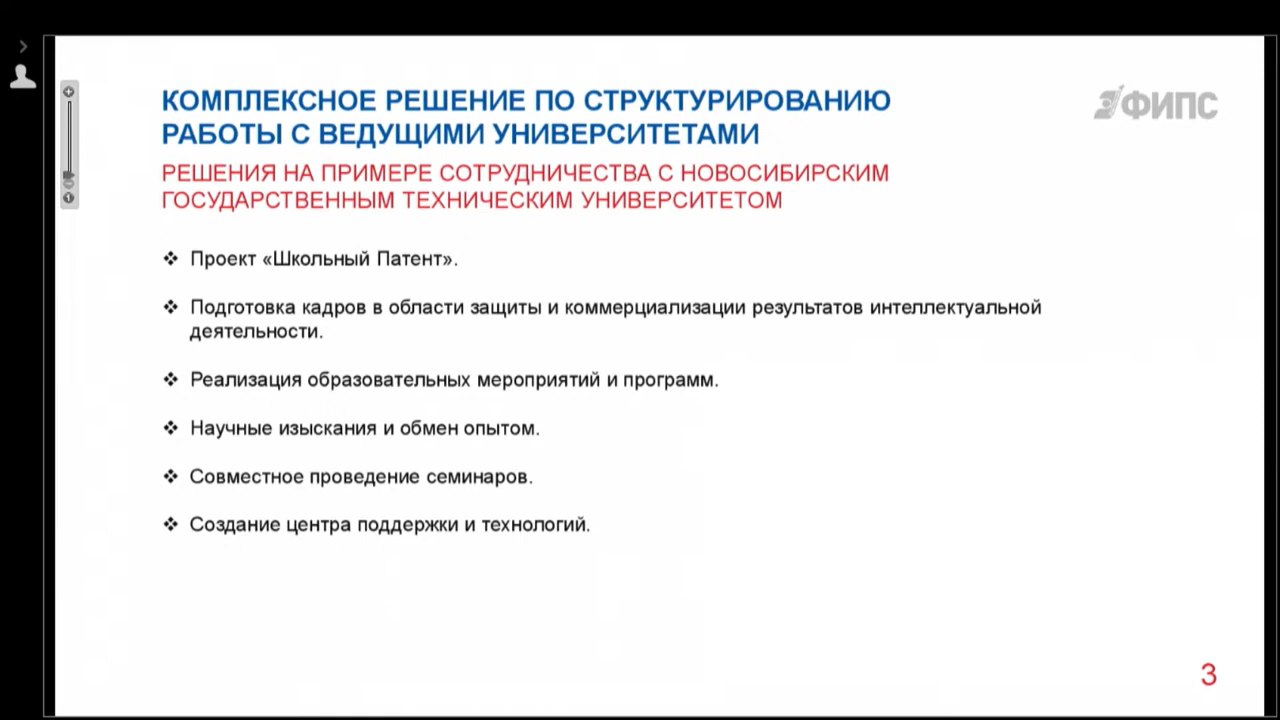 КОМПЛЕКСНОЕ РЕШЕНИЕ ПО СТРУКТУРИРОВАНИЮ
РАБОТЫ С ВЕДУЩИМИ УНИВЕРСИТЕТАМИ
ФИПС
РЕШЕНИЯ НА ПРИМЕРЕ СОТРУДНИЧЕСТВА С НОВОСИБИРСКИМ
ГОСУДАРСТВЕННЫМ ТЕХНИЧЕСКИМ УНИВЕРСИТЕТОМ
❖ Проект «Школьный Патент».
❖ Подготовка кадров в области защиты и коммерциализации результатов интеллектуальной
деятельности.
❖ Реализация образовательных мероприятий и программ.
❖ Научные изыскания и обмен опытом.
❖ Совместное проведение семинаров.
❖ Создание центра поддержки и технологий.
3